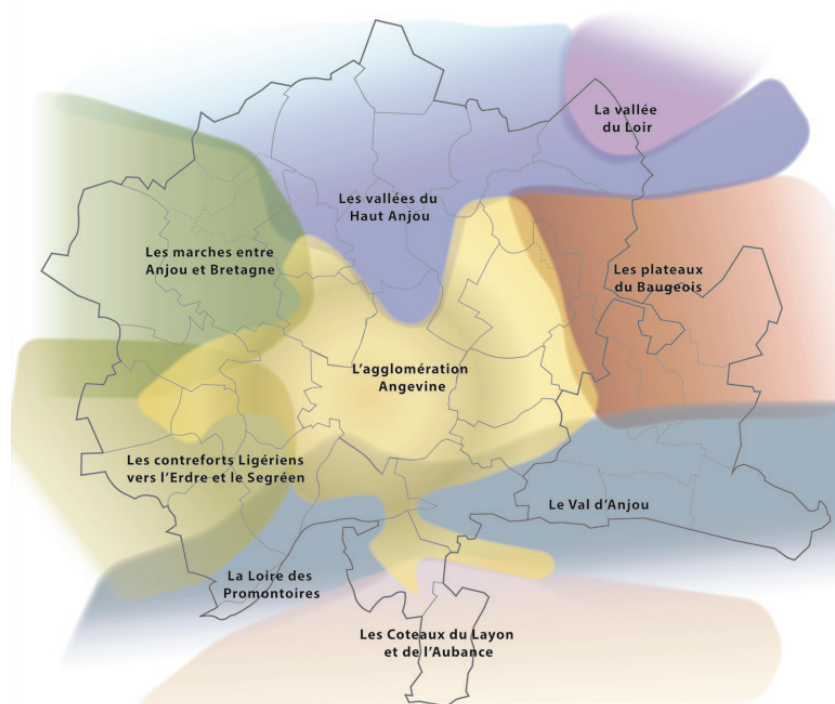 La vallée
du Loir
Les vallées du
Haut Anjou
Les marches entre
Anjou et Bretagne
Les plateaux
du Baugeois
L'agglomération
Angevine
Les contreforts Ligériens
vers l'Erdre et le Segréen
Le Val d'Anjou
La Loire des
Promontoires
Les Coteaux du Layon
et de l'Aubance